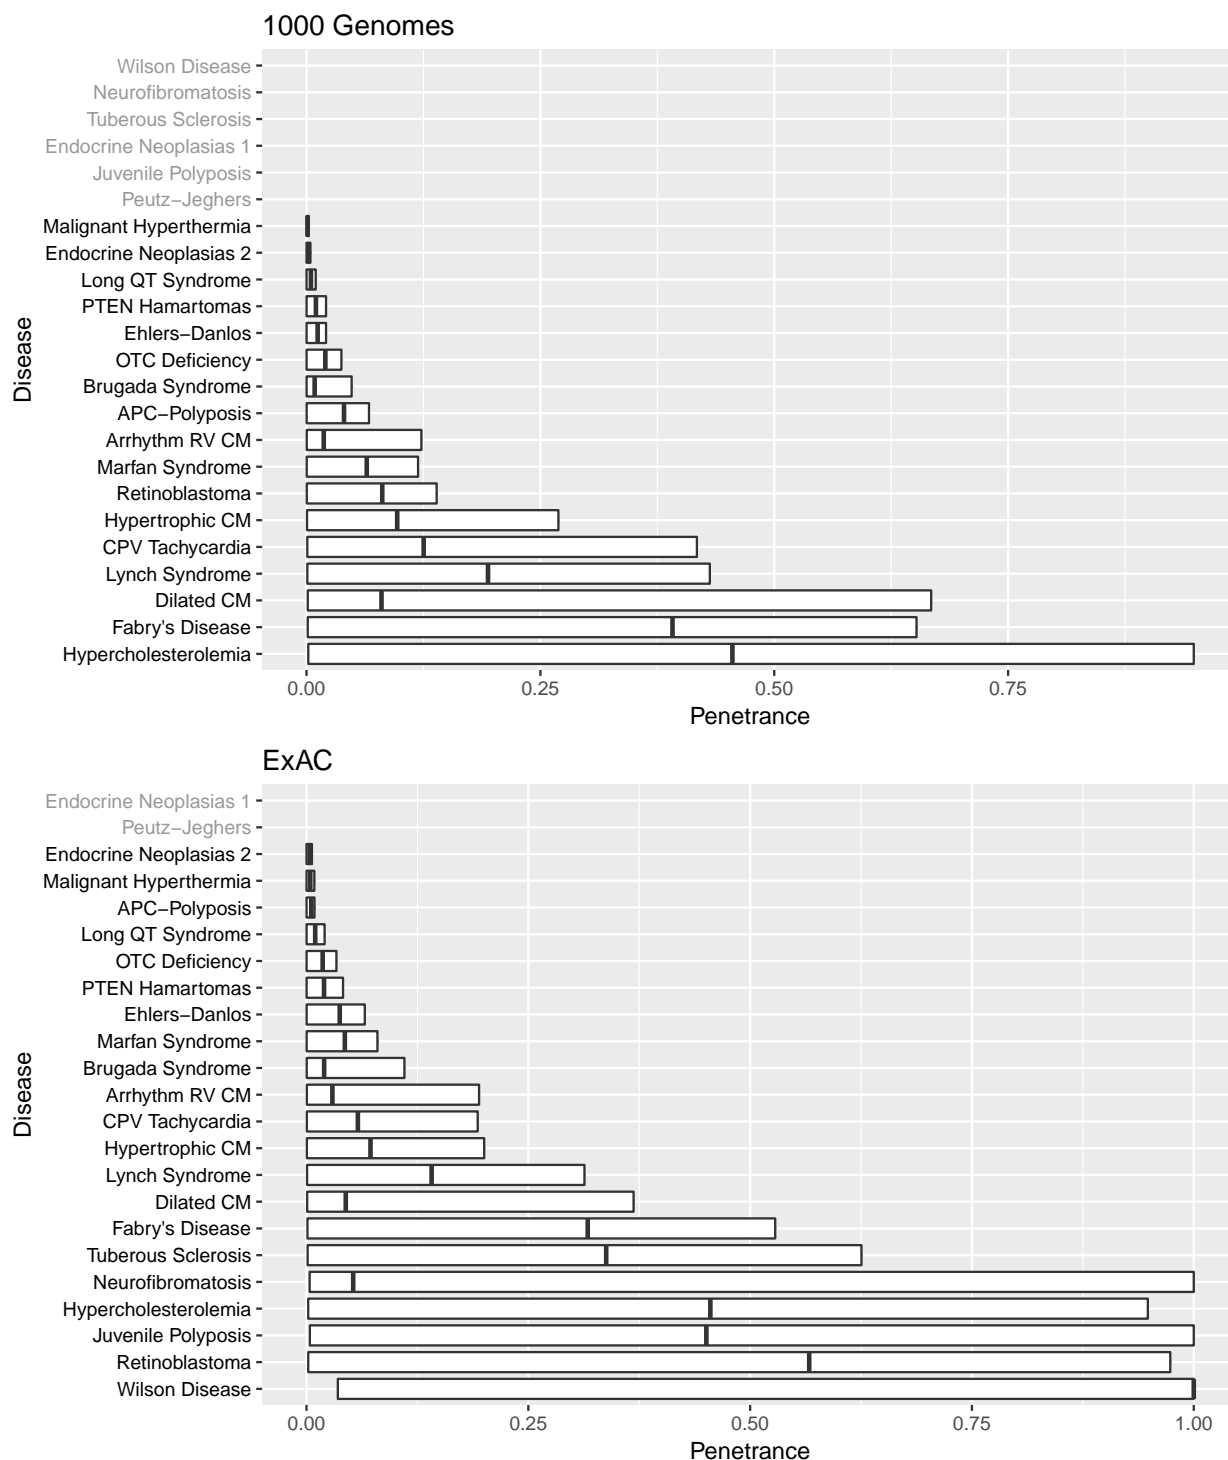 1000 Genomes
Wilson Disease
Neurofibromatosis
Tuberous Sclerosis
Endocrine Neoplasias 1
Juvenile Polyposis
Peutz−Jeghers
Malignant Hyperthermia
Endocrine Neoplasias 2
Long QT Syndrome
PTEN Hamartomas
Ehlers−Danlos
OTC Deficiency
Brugada Syndrome
APC−Polyposis
Arrhythm RV CM
Marfan Syndrome
Retinoblastoma
Hypertrophic CM
CPV Tachycardia
Lynch Syndrome
Dilated CM
Fabry's Disease
Hypercholesterolemia
Disease
0.00 0.25 0.50 0.75
Penetrance
ExAC
Endocrine Neoplasias 1
Peutz−Jeghers
Endocrine Neoplasias 2
Malignant Hyperthermia
APC−Polyposis
Long QT Syndrome
OTC Deficiency
PTEN Hamartomas
Ehlers−Danlos
Marfan Syndrome
Brugada Syndrome
Arrhythm RV CM
CPV Tachycardia
Hypertrophic CM
Lynch Syndrome
Dilated CM
Fabry's Disease
Tuberous Sclerosis
Neurofibromatosis
Hypercholesterolemia
Juvenile Polyposis
Retinoblastoma
Wilson Disease
Disease
0.00 0.25 0.50 0.75 1.00
Penetrance